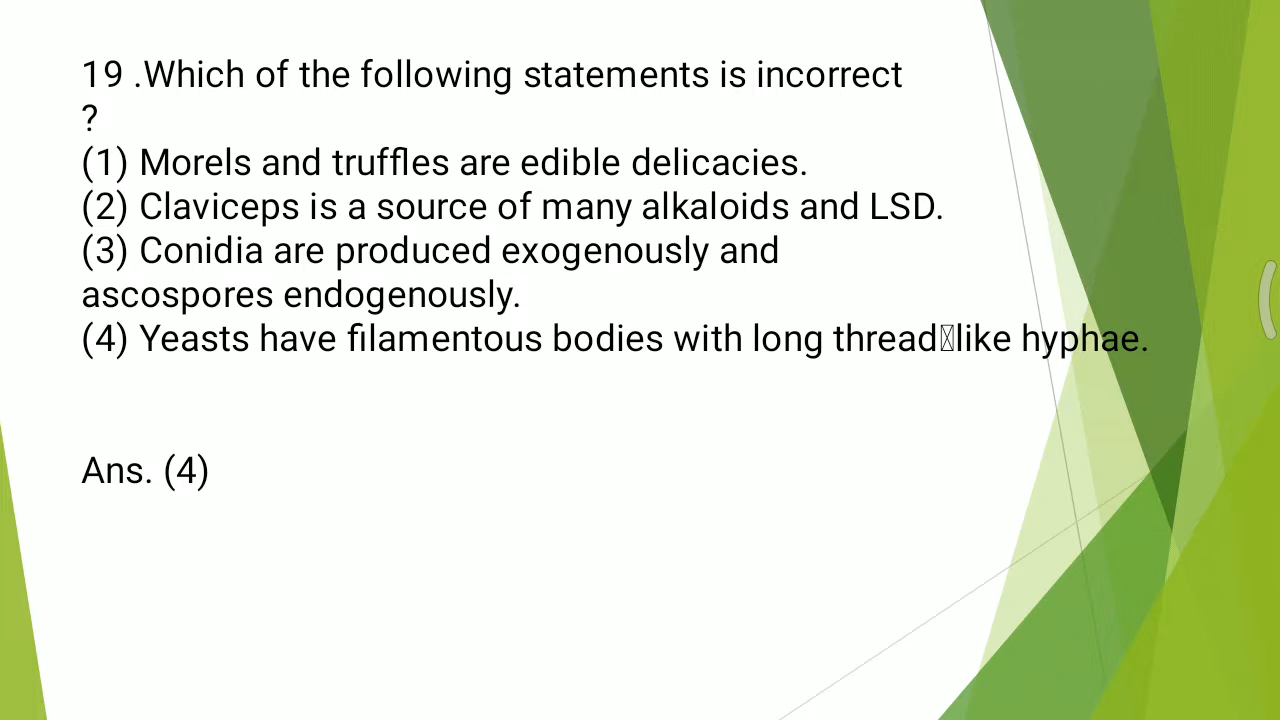 19 .Which of the following statements is incorrect
?
(1) Morels and truffles are edible delicacies.
(2) Claviceps is a source of many alkaloids and LSD.
(3) Conidia are produced exogenously and
ascospores endogenously.
(4) Yeasts have filamentous bodies with long thread￾like hyphae.
Ans. (4)